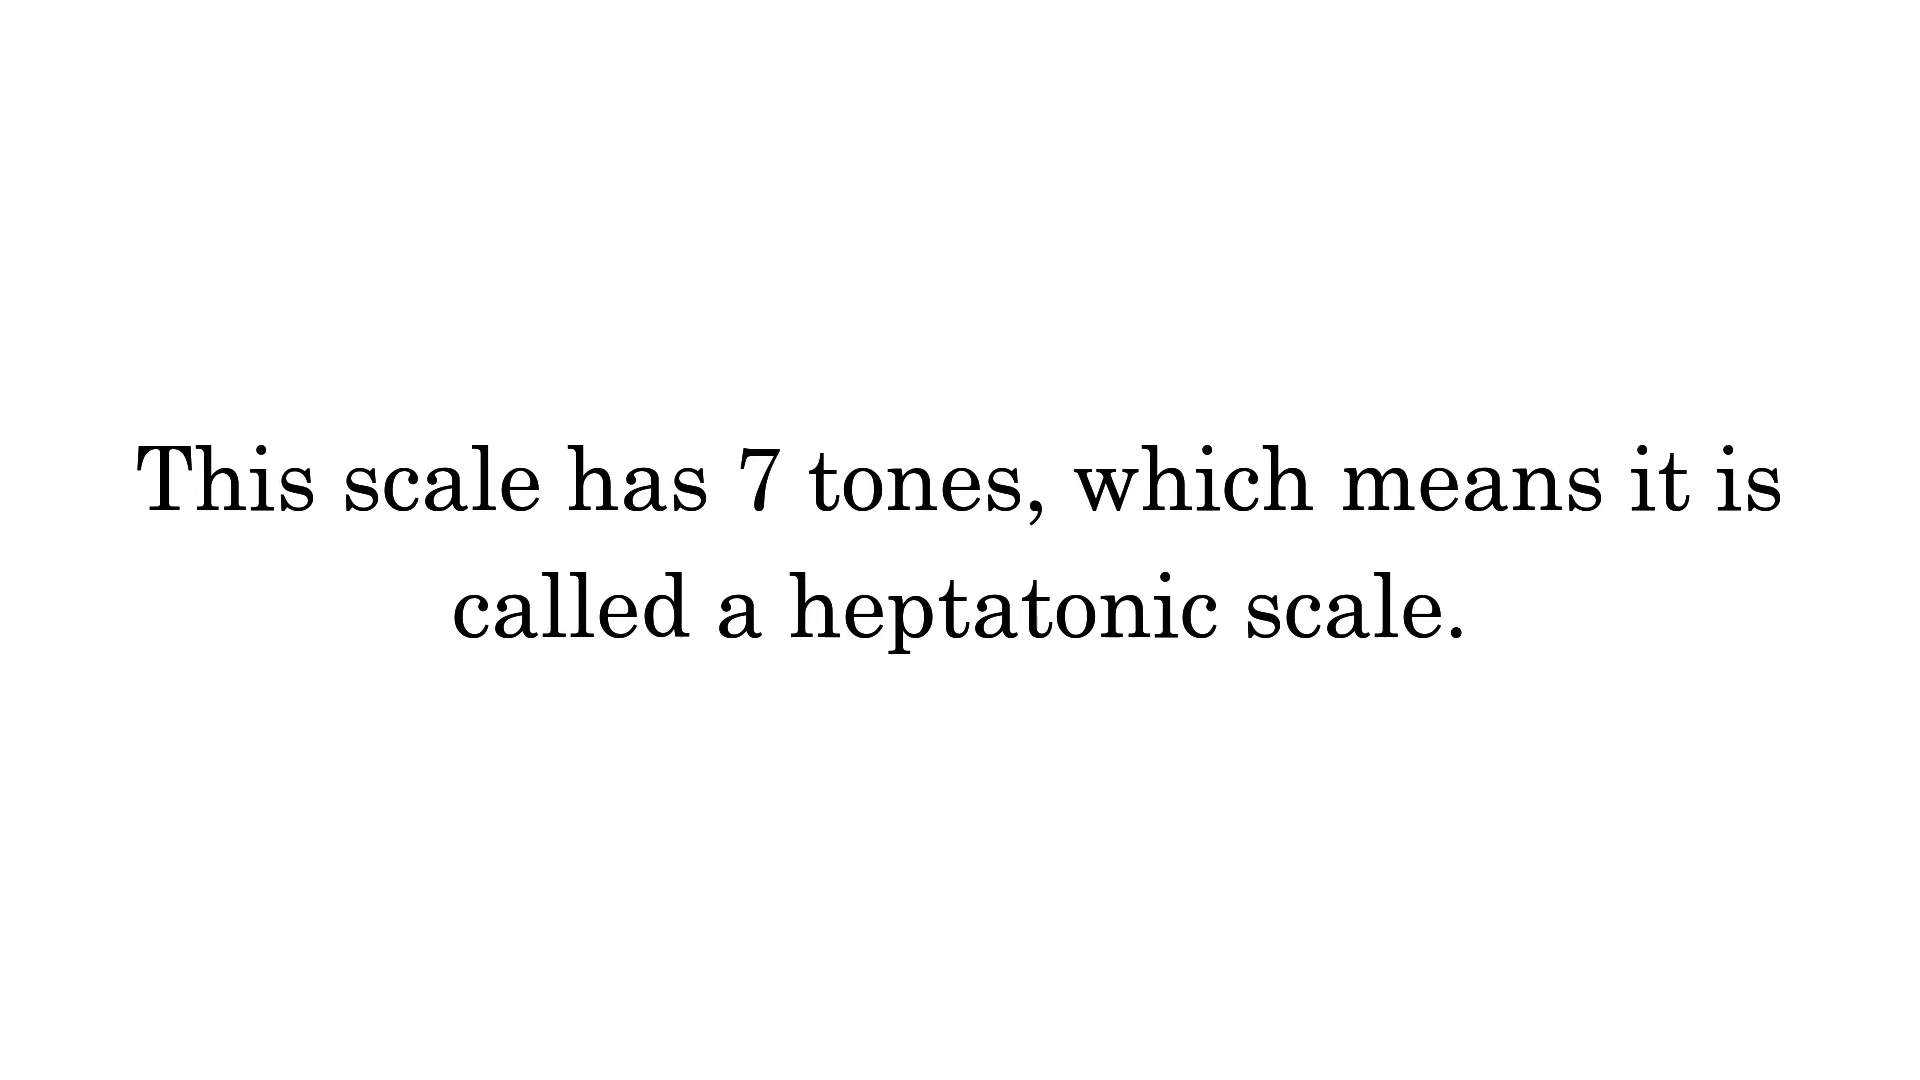 This scale has 7 tones, which means it is
called a heptatonic scale.